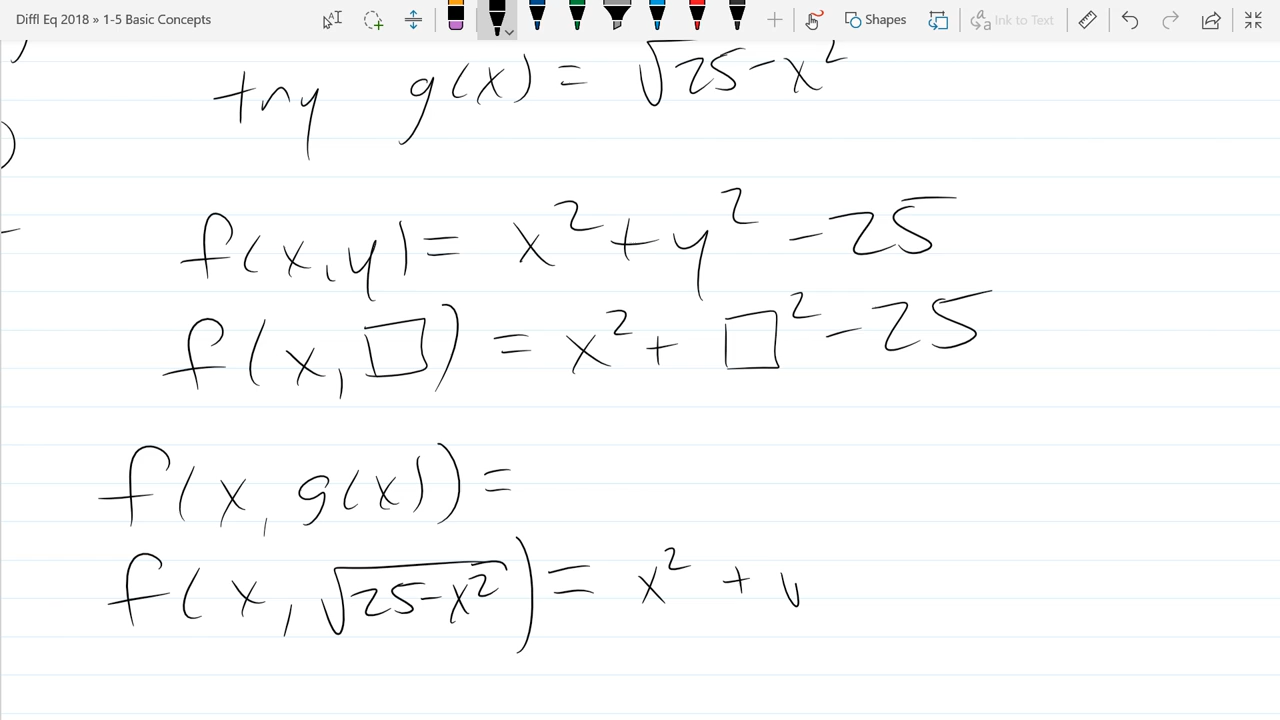 Diffl Eq 2018 » 1-5 Basic Concepts
Shapes
Ink to Text
try g(x) = √25-x²
f(x,y) = x²+y²-25
f(x,□) = x²+□²-25
f(x,g(x)) =
f(x,√25-x²) = x² + √